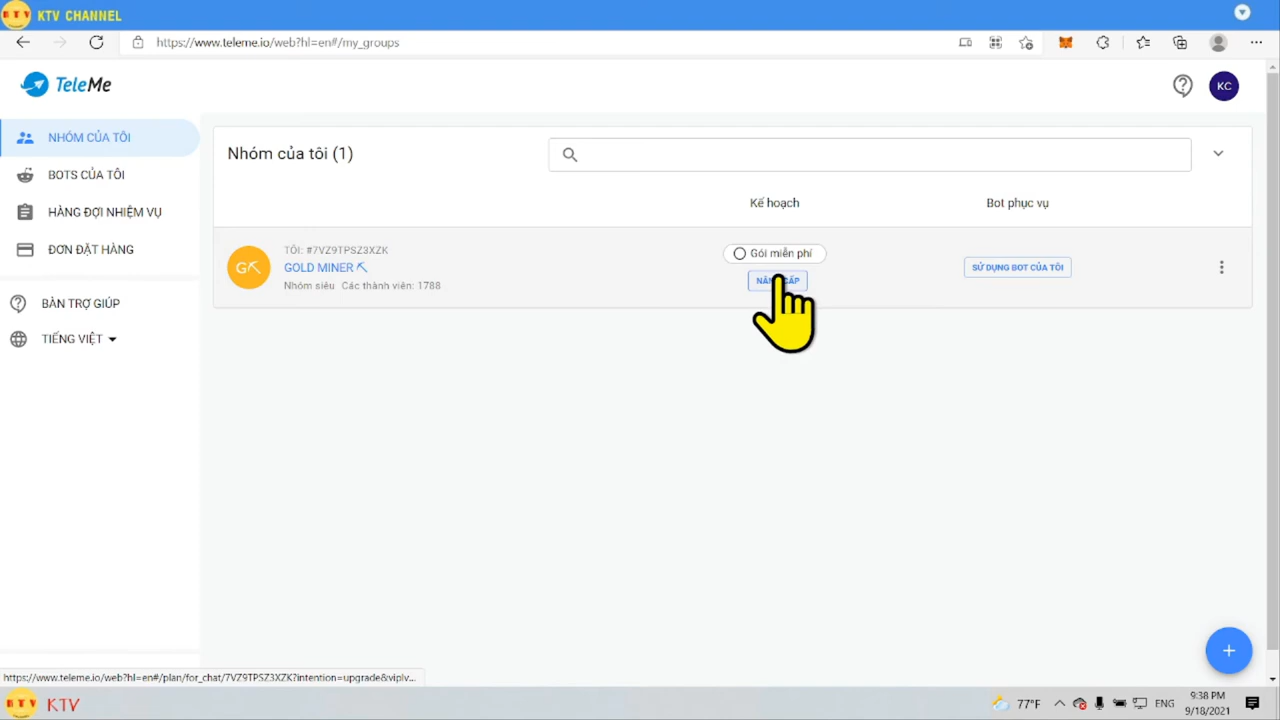 KTV
KTV CHANNEL
https://www.teleme.io/web?hl=en#/my_groups
TeleMe
KC
NHÓM CỦA TÔI
BOTS CỦA TÔI
HÀNG ĐỢI NHIỆM VỤ
ĐƠN ĐẶT HÀNG
BÀN TRỢ GIÚP
TIẾNG VIỆT
Nhóm của tôi (1)
Kế hoạch
Bot phục vụ
TÔI: #7VZ9TPSZ3XZK
GOLD MINER
Nhóm siêu Các thành viên: 1788
Gói miễn phí
SỬ DỤNG BOT CỦA TÔI
https://www.teleme.io/web?hl=en#/plan/for_chat/7VZ9TPSZ3XZK?intention=upgrade&viplv...
KTV
KTV
77°F
ENG
9:38 PM
9/18/2021